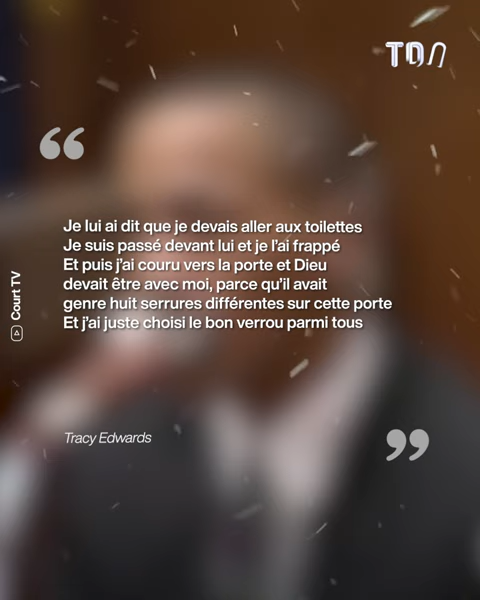 TDA
“
Je lui ai dit que je devais aller aux toilettes
Je suis passé devant lui et je l’ai frappé
Et puis j’ai couru vers la porte et Dieu
devait être avec moi, parce qu’il avait
genre huit serrures différentes sur cette porte
Et j’ai juste choisi le bon verrou parmi tous
Court TV
Tracy Edwards
”